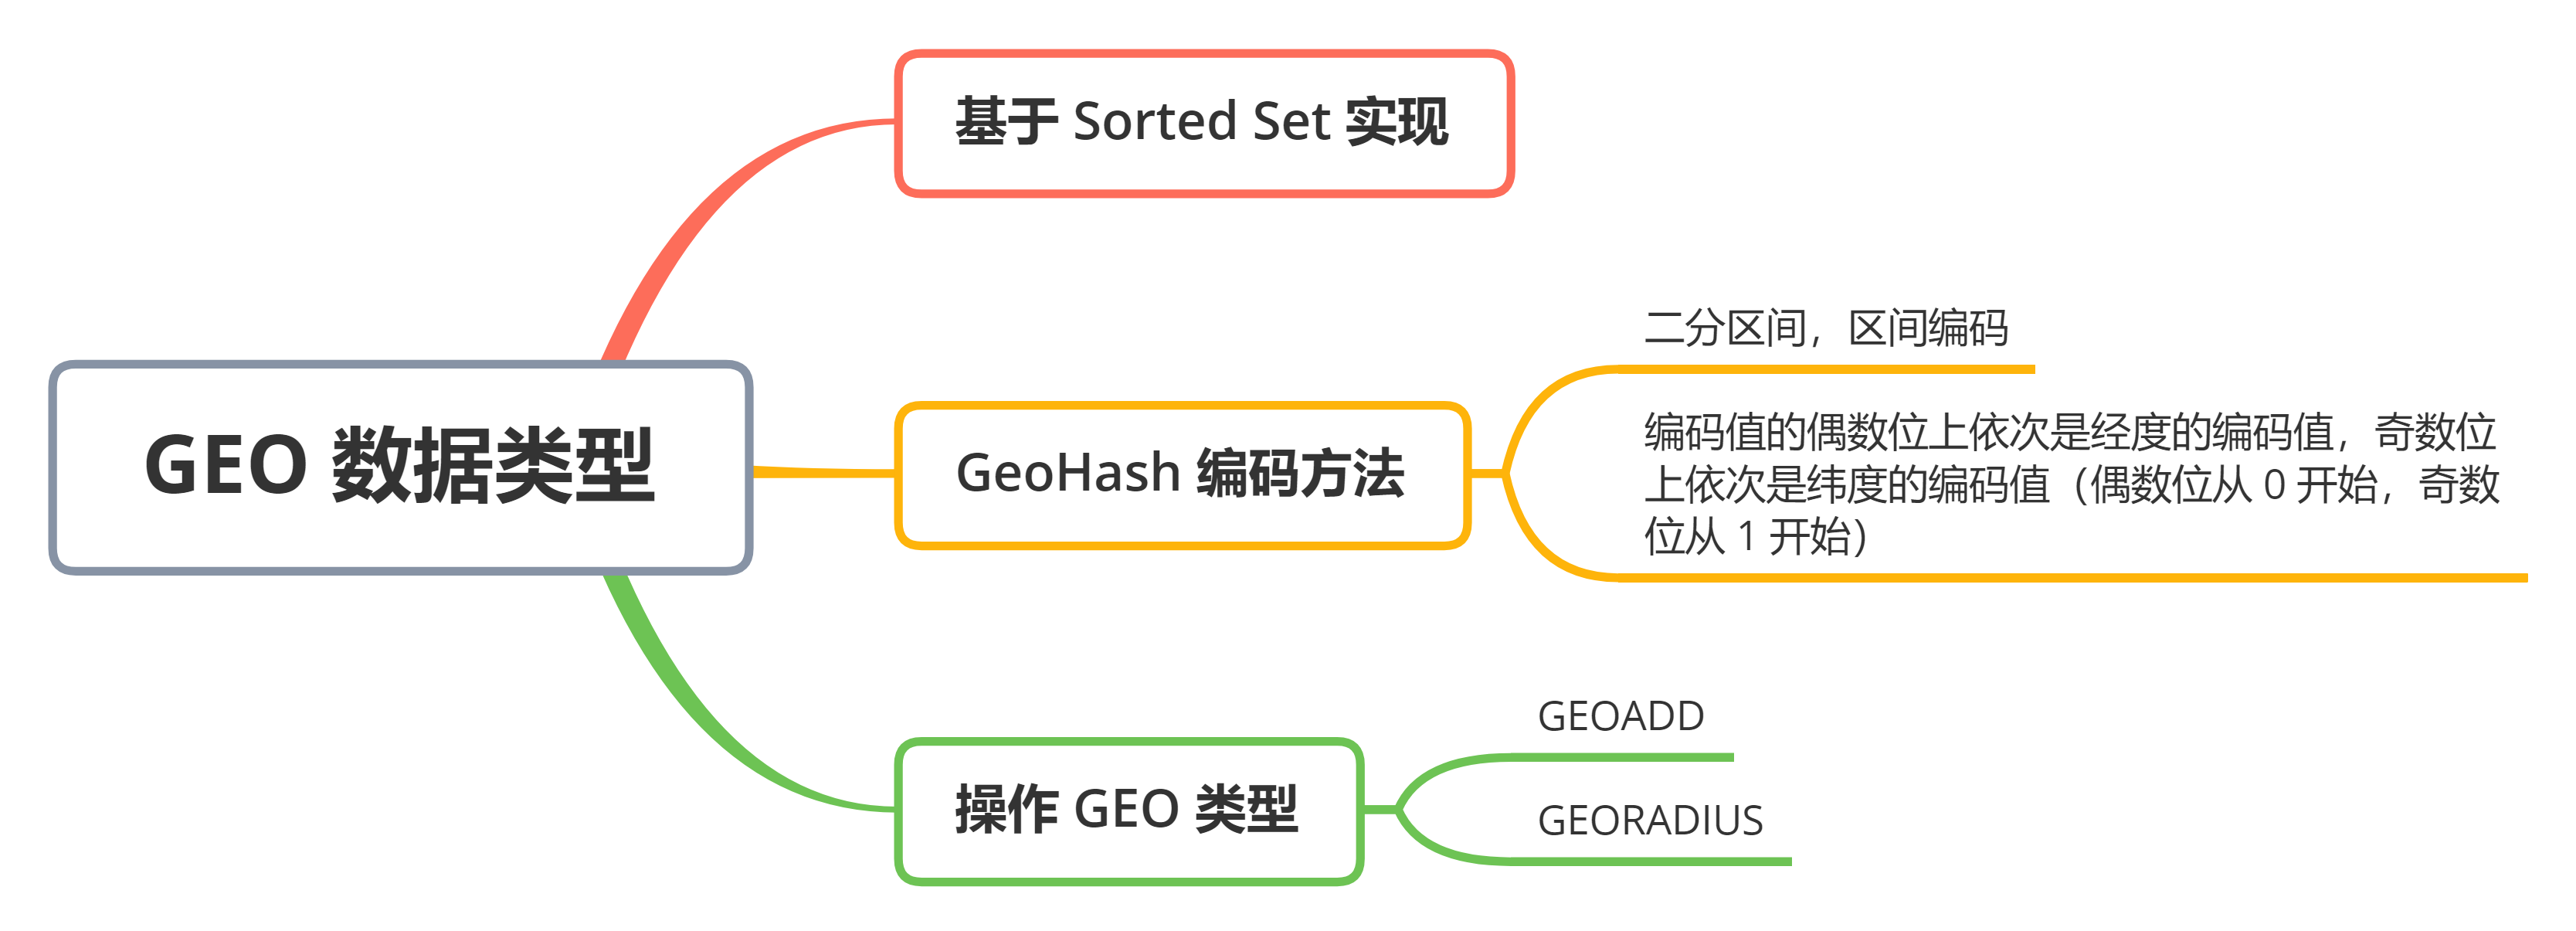 基于 Sorted Set 实现
二分区间，区间编码
GEO 数据类型
GeoHash 编码方法
编码值的偶数位上依次是经度的编码值，奇数位
上依次是纬度的编码值（偶数位从 0 开始，奇数
位从 1 开始）
操作 GEO 类型
GEOADD
GEORADIUS